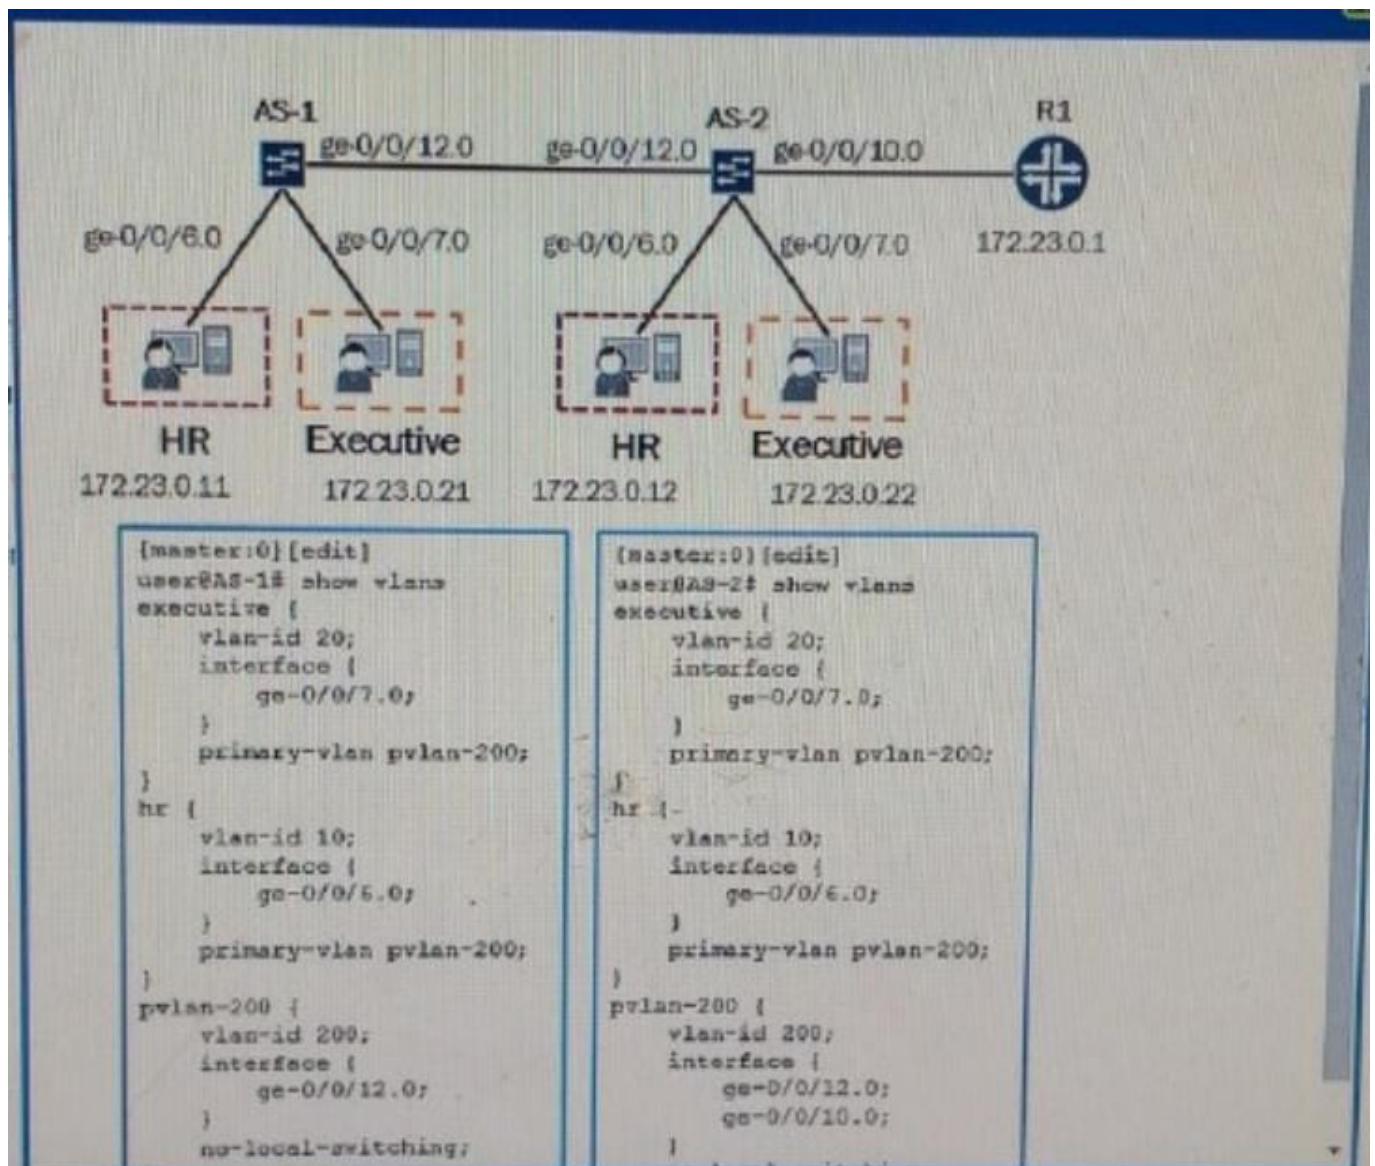 AS-1
AS-2
R1
ge-0/0/12.0
ge-0/0/12.0
ge-0/0/10.0
ge-0/0/6.0
ge-0/0/7.0
ge-0/0/6.0
ge-0/0/7.0
172.23.0.1
HR
Executive
HR
Executive
172.23.0.11
172.23.0.21
172.23.0.12
172.23.0.22
{master:0}[edit]
user@AS-1# show vlans
executive {
vlan-id 20;
interface {
ge-0/0/7.0;
}
primary-vlan pvlan-200;
}
hr {
vlan-id 10;
interface {
ge-0/0/6.0;
}
primary-vlan pvlan-200;
}
pvlan-200 {
vlan-id 200;
interface {
ge-0/0/12.0;
}
no-local-switching;
{master:0}[edit]
user@AS-2# show vlans
executive {
vlan-id 20;
interface {
ge-0/0/7.0;
}
primary-vlan pvlan-200;
}
hr {
vlan-id 10;
interface {
ge-0/0/6.0;
}
primary-vlan pvlan-200;
}
pvlan-200 {
vlan-id 200;
interface {
ge-0/0/12.0;
ge-0/0/10.0;
}